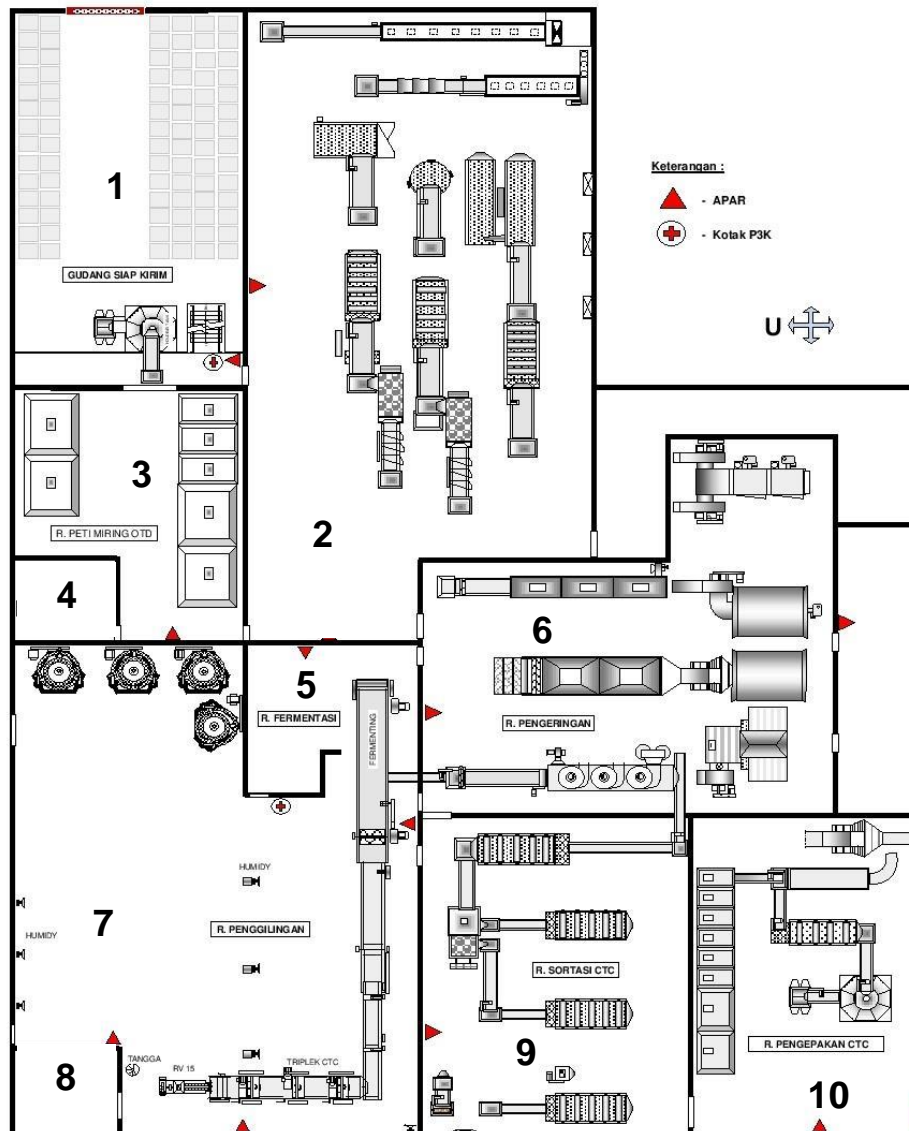 1
GUDANG SIAP KIRIM
Keterangan :
- APAR
- Kotak P3K
U
3
R. PETI MIRING OTD
2
4
6
5
R. FERMENTASI
FERMENTING
R. PENGERINGAN
HUMIDY
7
HUMIDY
R. PENGGILINGAN
R. SORTASI CTC
R. PENGEPAKAN CTC
TANGGA
RV 15
TRIPLEK CTC
8
9
10